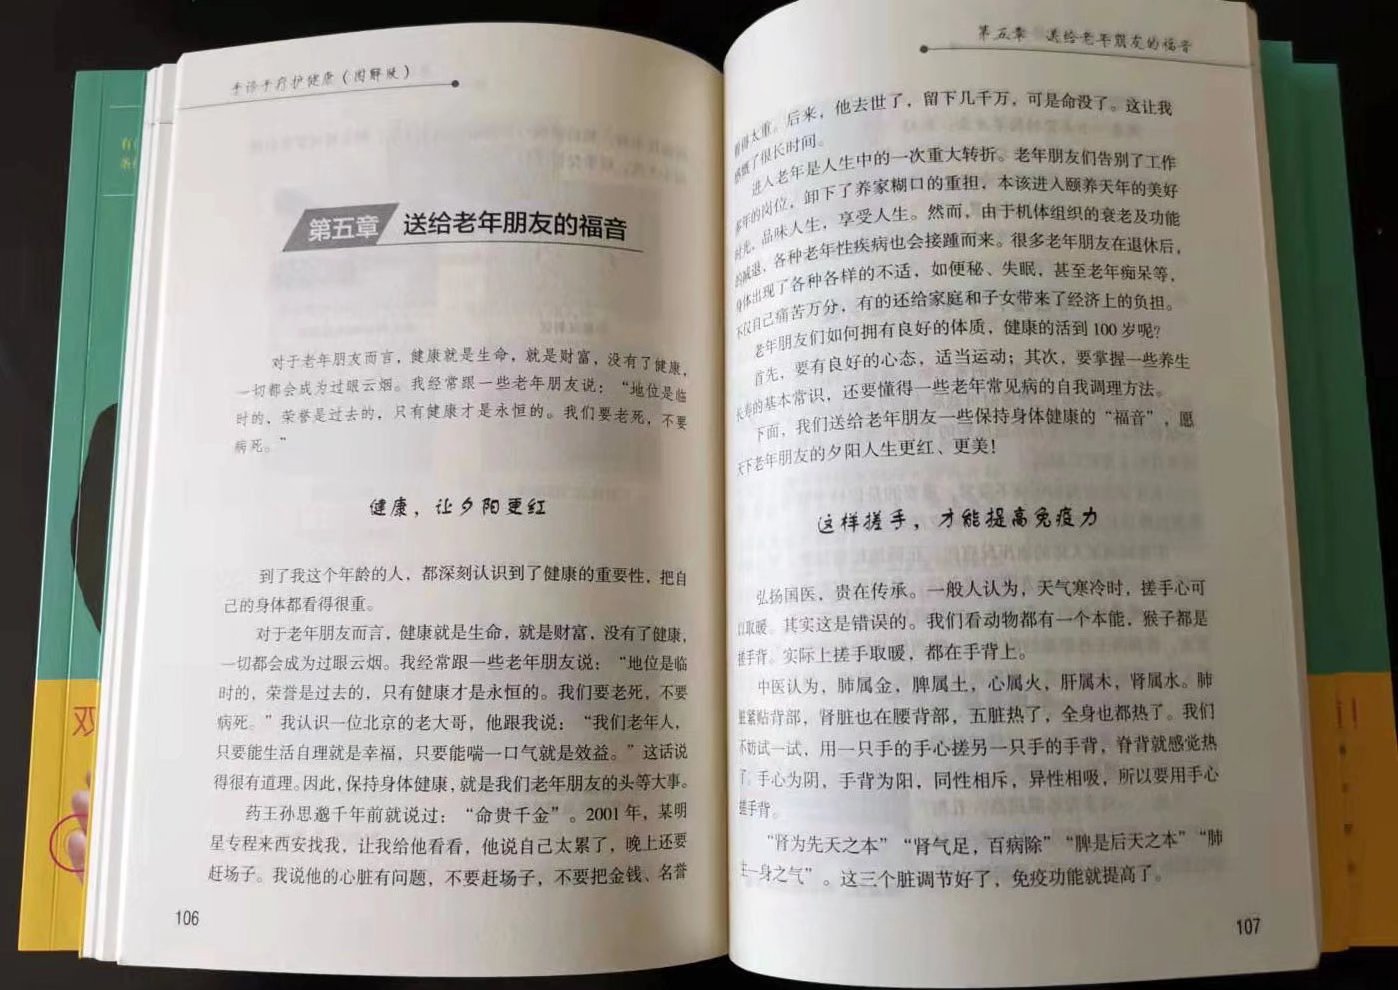 手诊手疗护健康（图解版）
第五章 送给老年朋友的福音
对于老年朋友而言，健康就是生命，就是财富，没有了健康，
一切都会成为过眼云烟。我经常跟一些老年朋友说：“地位是临
时的，荣誉是过去的，只有健康才是永恒的。我们要老死，不要
病死。”
健康，让夕阳更红
到了我这个年龄的人，都深刻认识到了健康的重要性，把自
己的身体都看得很重。
对于老年朋友而言，健康就是生命，就是财富，没有了健康，
一切都会成为过眼云烟。我经常跟一些老年朋友说：“地位是临
时的，荣誉是过去的，只有健康才是永恒的。我们要老死，不要
病死。”我认识一位北京的老大哥，他跟我说：“我们老年人，
只要能生活自理就是幸福，只要能喘一口气就是效益。”这话说
得很有道理。因此，保持身体健康，就是我们老年朋友的头等大事。
药王孙思邈千年前就说过：“命贵千金”。2001 年，某明
星专程来西安找我，让我给他看看，他说自己太累了，晚上还要
赶场子。我说他的心脏有问题，不要赶场子，不要把金钱、名誉
106
第五章 送给老年朋友的福音
看得太重。后来，他去世了，留下几千万，可是命没了。这让我
感慨了很长时间。
进入老年是人生中的一次重大转折。老年朋友们告别了工作
多年的岗位，卸下了养家糊口的重担，本该进入颐养天年的美好
时光，品味人生，享受人生。然而，由于机体组织的衰老及功能
的减退，各种老年性疾病也会接踵而来。很多老年朋友在退休后，
身体出现了各种各样的不适，如便秘、失眠，甚至老年痴呆等，
不仅自己痛苦万分，有的还给家庭和子女带来了经济上的负担。
老年朋友们如何拥有良好的体质，健康的活到 100 岁呢？
首先，要有良好的心态，适当运动；其次，要掌握一些养生
长寿的基本常识，还要懂得一些老年常见病的自我调理方法。
下面，我们送给老年朋友一些保持身体健康的“福音”，愿
天下老年朋友的夕阳人生更红、更美！
这样搓手，才能提高免疫力
弘扬国医，贵在传承。一般人认为，天气寒冷时，搓手心可
以取暖。其实这是错误的。我们看动物都有一个本能，猴子都是
搓手背。实际上搓手取暖，都在手背上。
中医认为，肺属金，脾属土，心属火，肝属木，肾属水。肺
脏紧贴背部，肾脏也在腰背部，五脏热了，全身也都热了。我们
不妨试一试，用一只手的手心搓另一只手的手背，脊背就感觉热
了。手心为阴，手背为阳，同性相斥，异性相吸，所以要用手心
搓手背。
“肾为先天之本”“肾气足，百病除”“脾是后天之本”“肺
主一身之气”。这三个脏调节好了，免疫功能就提高了。
107